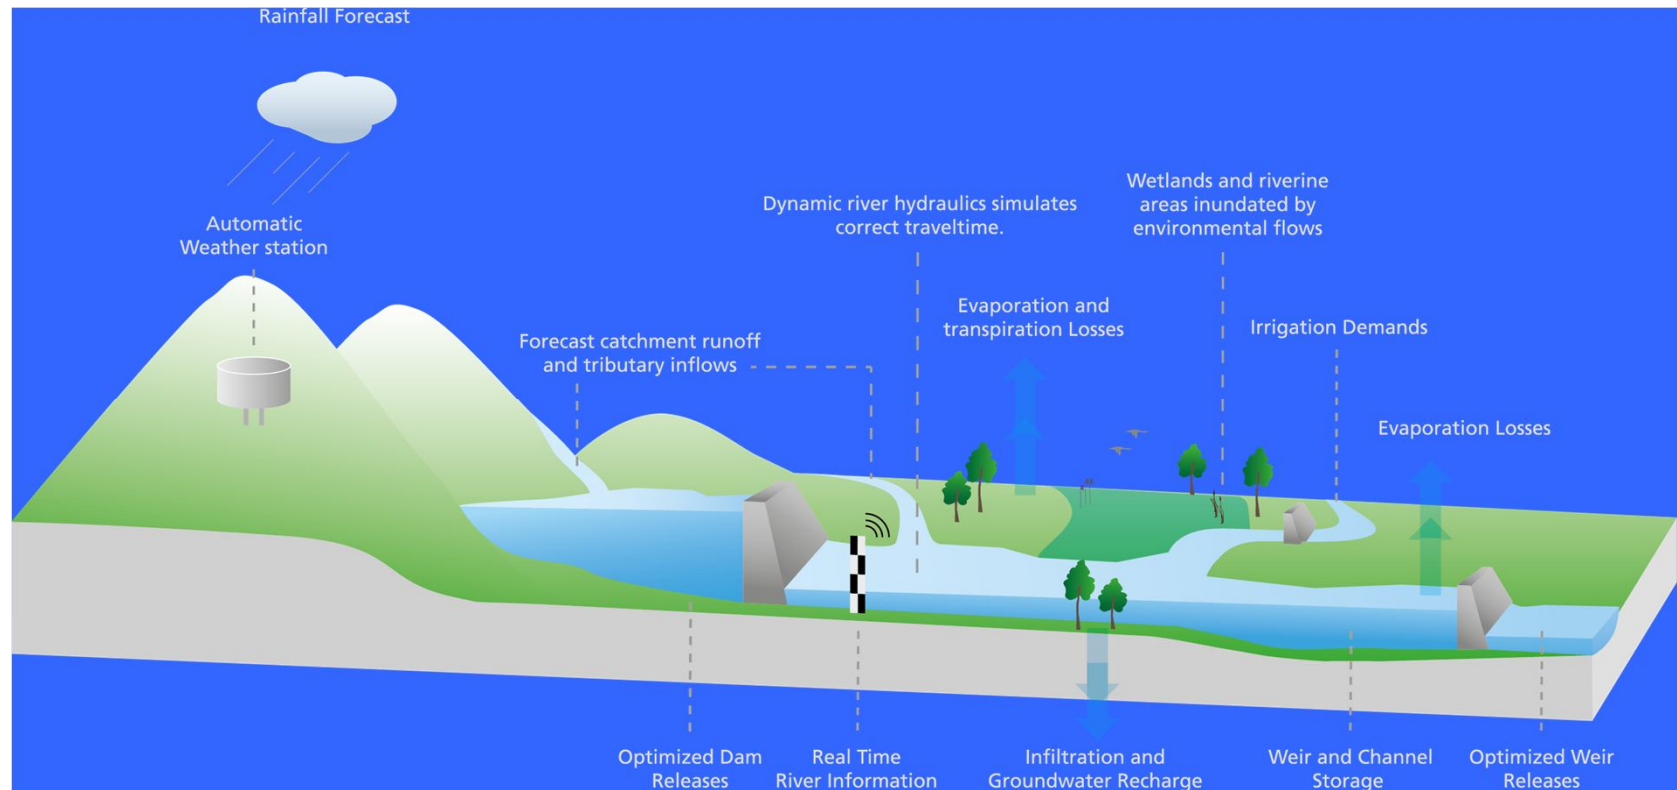 Rainfall Forecast
Automatic
Weather station
Forecast catchment runoff
and tributary inflows
Dynamic river hydraulics simulates
correct traveltime.
Evaporation and
transpiration Losses
Wetlands and riverine
areas inundated by
environmental flows
Irrigation Demands
Evaporation Losses
Optimized Dam
Releases
Real Time
River Information
Infiltration and
Groundwater Recharge
Weir and Channel
Storage
Optimized Weir
Releases